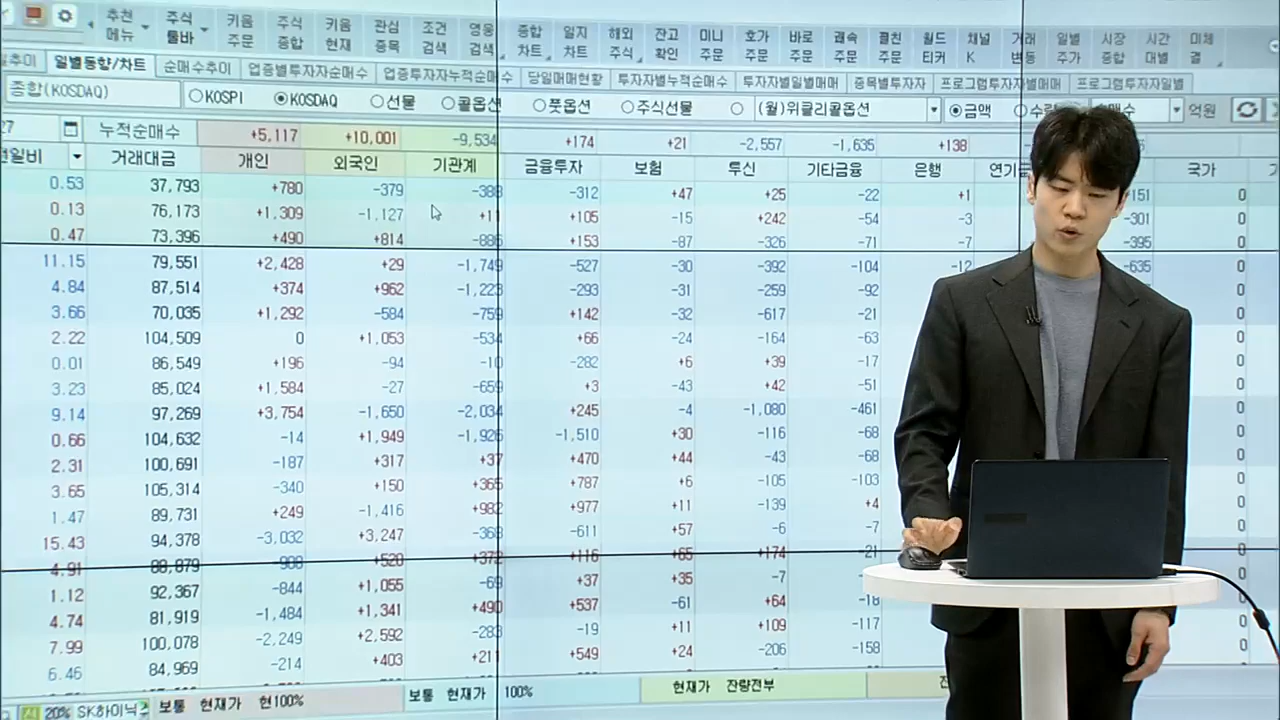 추천 메뉴 주식 툴바 키움 주문 주식 종합 키움 현재 관심 종목 조건 검색 영웅 검색 종합 차트 일지 차트 해외 주식 잔고 확인 미니 주문 호가 주문 바로 주문 쾌속 주문 클린 주문 월드 티커 채널 K 거래 변동 일별 주가 시장 종합 시간 대별 미체 결
일별동향/차트 순매수추이 업종별투자자순매수 업종투자자누적순매수 당일매매현황 투자자별누적순매수 투자자별일별매매 종목별투자자 프로그램투자자별매매 프로그램투자자일별
종합(KOSDAQ) KOSPI KOSDAQ 선물 콜옵션 풋옵션 주식선물 (월)위클리콜옵션 금액 억원
27 누적순매수 +5,117 +10,001 -9,534 +174 +21 -2,557 -1,635 +138
거래대금 개인 외국인 기관계 금융투자 보험 투신 기타금융 은행 국가
0.53 37,793 +780 -379 -388 -312 +47 +25 -22 +1 -151 0
0.13 76,173 +1,309 -1,127 +11 +105 -15 +242 -54 -3 -301 0
0.47 73,396 +490 +814 -886 +153 -87 -326 -71 -7 -395 0
11.15 79,551 +2,428 +29 -1,749 -527 -30 -392 -104 -12 -635 0
4.84 87,514 +374 +962 -1,223 -293 -31 -259 -92 0
3.66 70,035 +1,292 -584 -759 +142 -32 -617 -21 0
2.22 104,509 0 +1,053 -534 +66 -24 -164 -63 0
0.01 86,549 +196 -94 -10 -282 +6 +39 -17 0
3.23 85,024 +1,584 -27 -659 +3 -43 +42 -51 0
9.14 97,269 +3,754 -1,650 -2,034 +245 -4 -1,080 -461 0
0.66 104,632 -14 +1,949 -1,926 -1,510 +30 -116 -68 0
2.31 100,691 -187 +317 +37 +470 +44 -43 -68 0
3.65 105,314 -340 +150 +365 +787 +6 -105 -103 0
1.47 89,731 +249 -1,416 +982 +977 +11 -139 +4 0
15.43 94,378 -3,032 +3,247 -368 -611 +57 -6 -7 0
4.91 88,879 -908 +520 +372 +116 +65 +174 -21 0
1.12 92,367 -844 +1,055 -69 +37 +35 -7 0
4.74 81,919 -1,484 +1,341 +490 +537 -61 +64 -18 0
7.99 100,078 -2,249 +2,592 -283 -19 +11 +109 -117 0
6.46 84,969 -214 +403 +211 +549 +24 -206 -158 0
20% SK하이닉스 보통 현재가 현100% 보통 현재가 100% 현재가 잔량전부